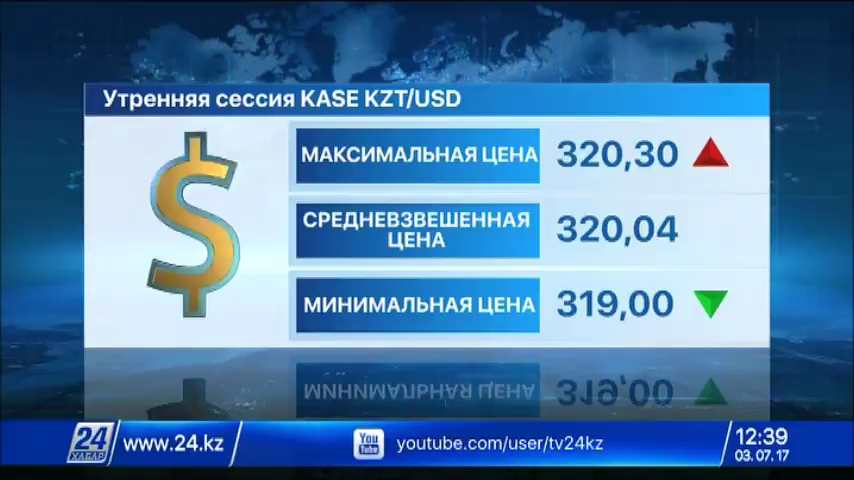 Утренняя сессия KASE KZT/USD
МАКСИМАЛЬНАЯ ЦЕНА 320,30
СРЕДНЕВЗВЕШЕННАЯ
ЦЕНА
320,04
МИНИМАЛЬНАЯ ЦЕНА 319,00
24
ХАБАР
www.24.kz
You
Tube
youtube.com/user/tv24kz
12:39
03.07.17